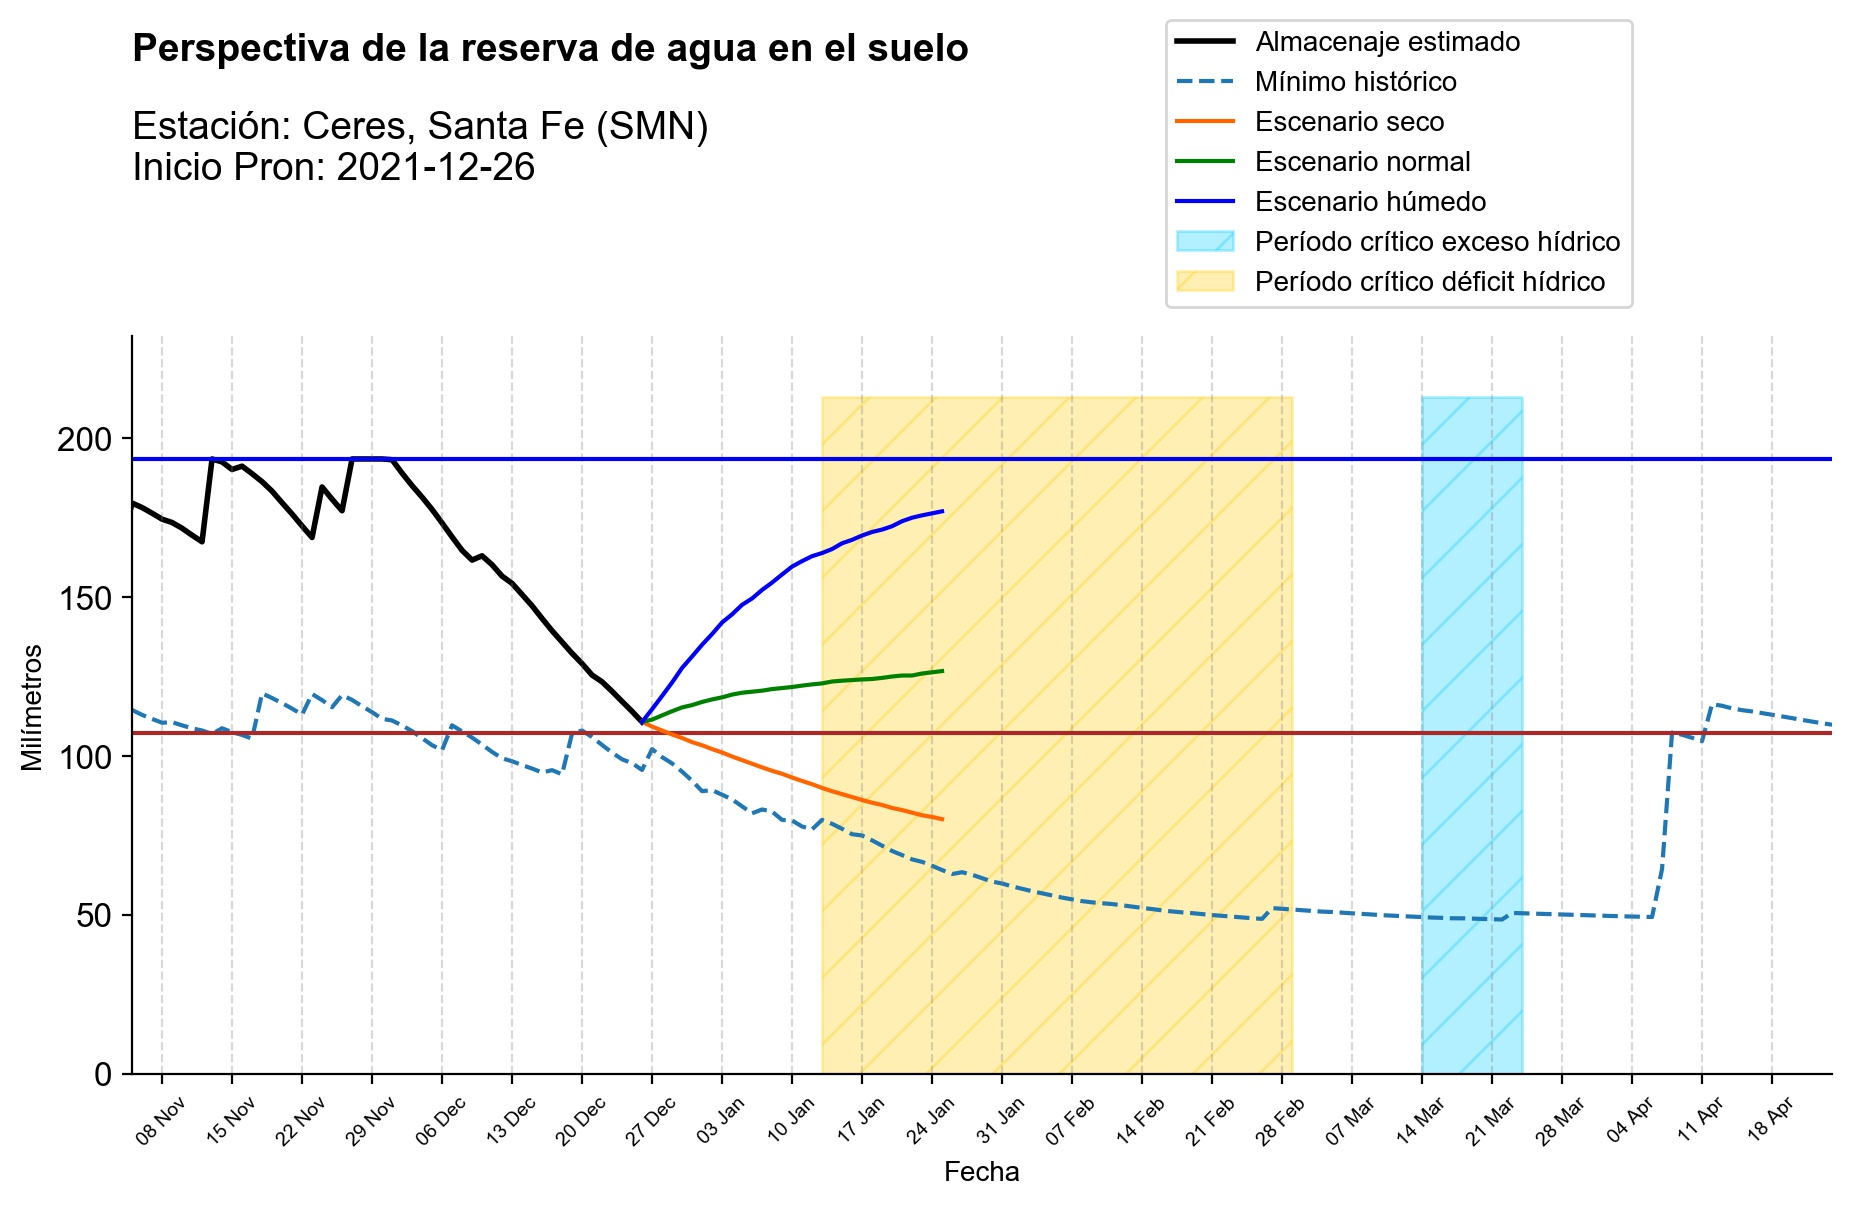 Perspectiva de la reserva de agua en el suelo
Estación: Ceres, Santa Fe (SMN)
Inicio Pron: 2021-12-26
Almacenaje estimado
Mínimo histórico
Escenario seco
Escenario normal
Escenario húmedo
Período crítico exceso hídrico
Período crítico déficit hídrico
200
150
100
50
0
Milímetros
08 Nov
15 Nov
22 Nov
29 Nov
06 Dec
13 Dec
20 Dec
27 Dec
03 Jan
10 Jan
17 Jan
24 Jan
31 Jan
07 Feb
14 Feb
21 Feb
28 Feb
07 Mar
14 Mar
21 Mar
28 Mar
04 Apr
11 Apr
18 Apr
Fecha